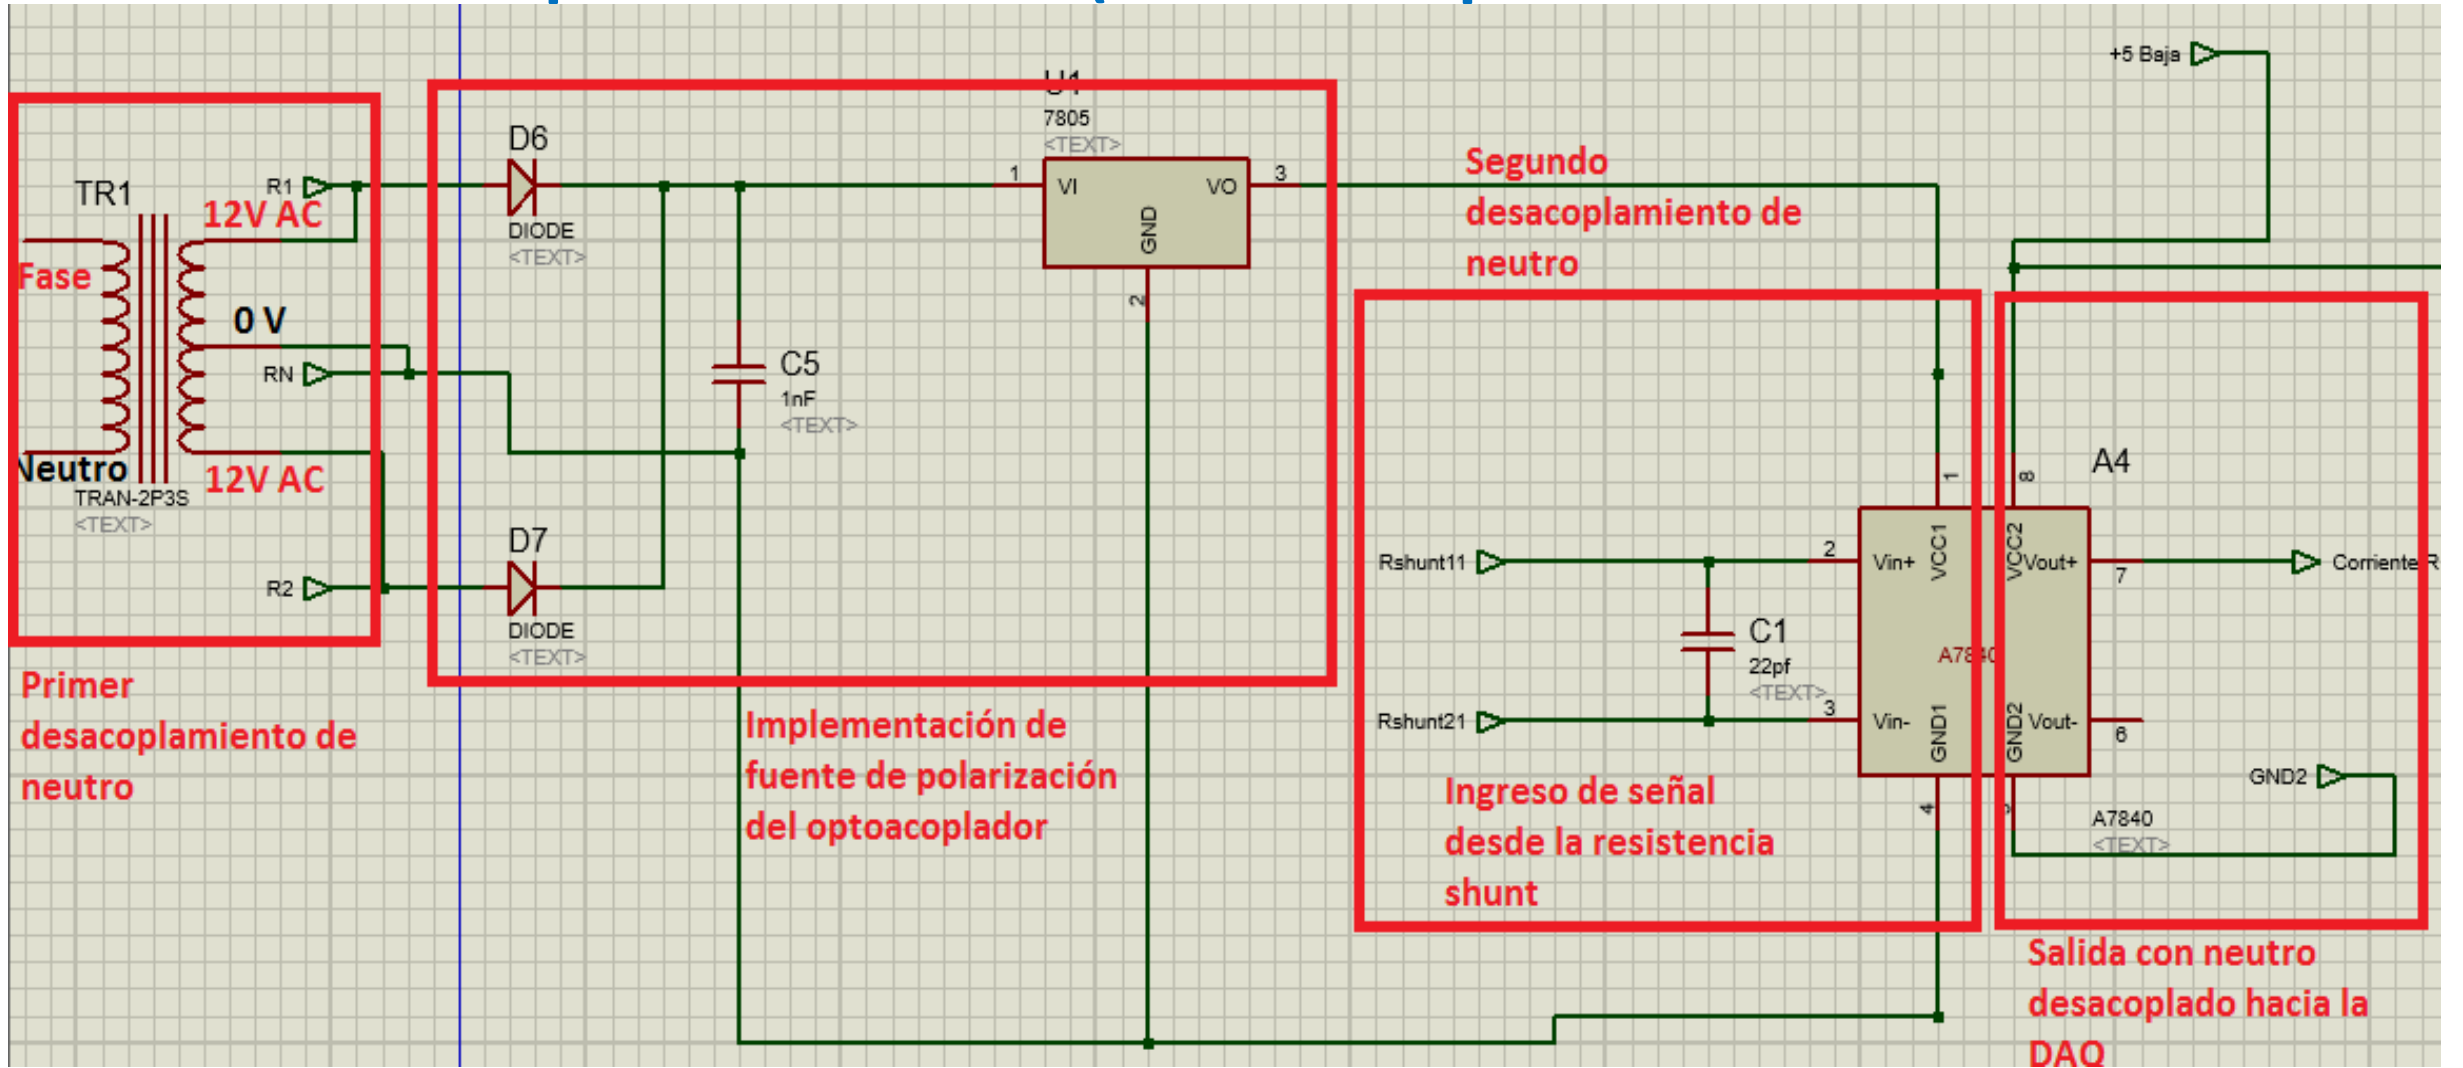 +5 Baja
U1
7805
<TEXT>
D6
R1
TR1
12V AC
1
VI
VO
3
GND
2
DIODE
<TEXT>
Segundo
desacoplamiento de
neutro
Fase
0 V
RN
C5
1nF
<TEXT>
Neutro
12V AC
TRAN-2P3S
<TEXT>
D7
R2
DIODE
<TEXT>
1
8
A4
Rshunt11
2
Vin+
VCC1
VCC2
Vout+
7
Corriente R
C1
22pf
<TEXT>
A7840
Rshunt21
3
Vin-
GND1
GND2
Vout-
6
GND2
4
A7840
<TEXT>
Primer
desacoplamiento de
neutro
Implementación de
fuente de polarización
del optoacoplador
Ingreso de señal
desde la resistencia
shunt
Salida con neutro
desacoplado hacia la
DAQ